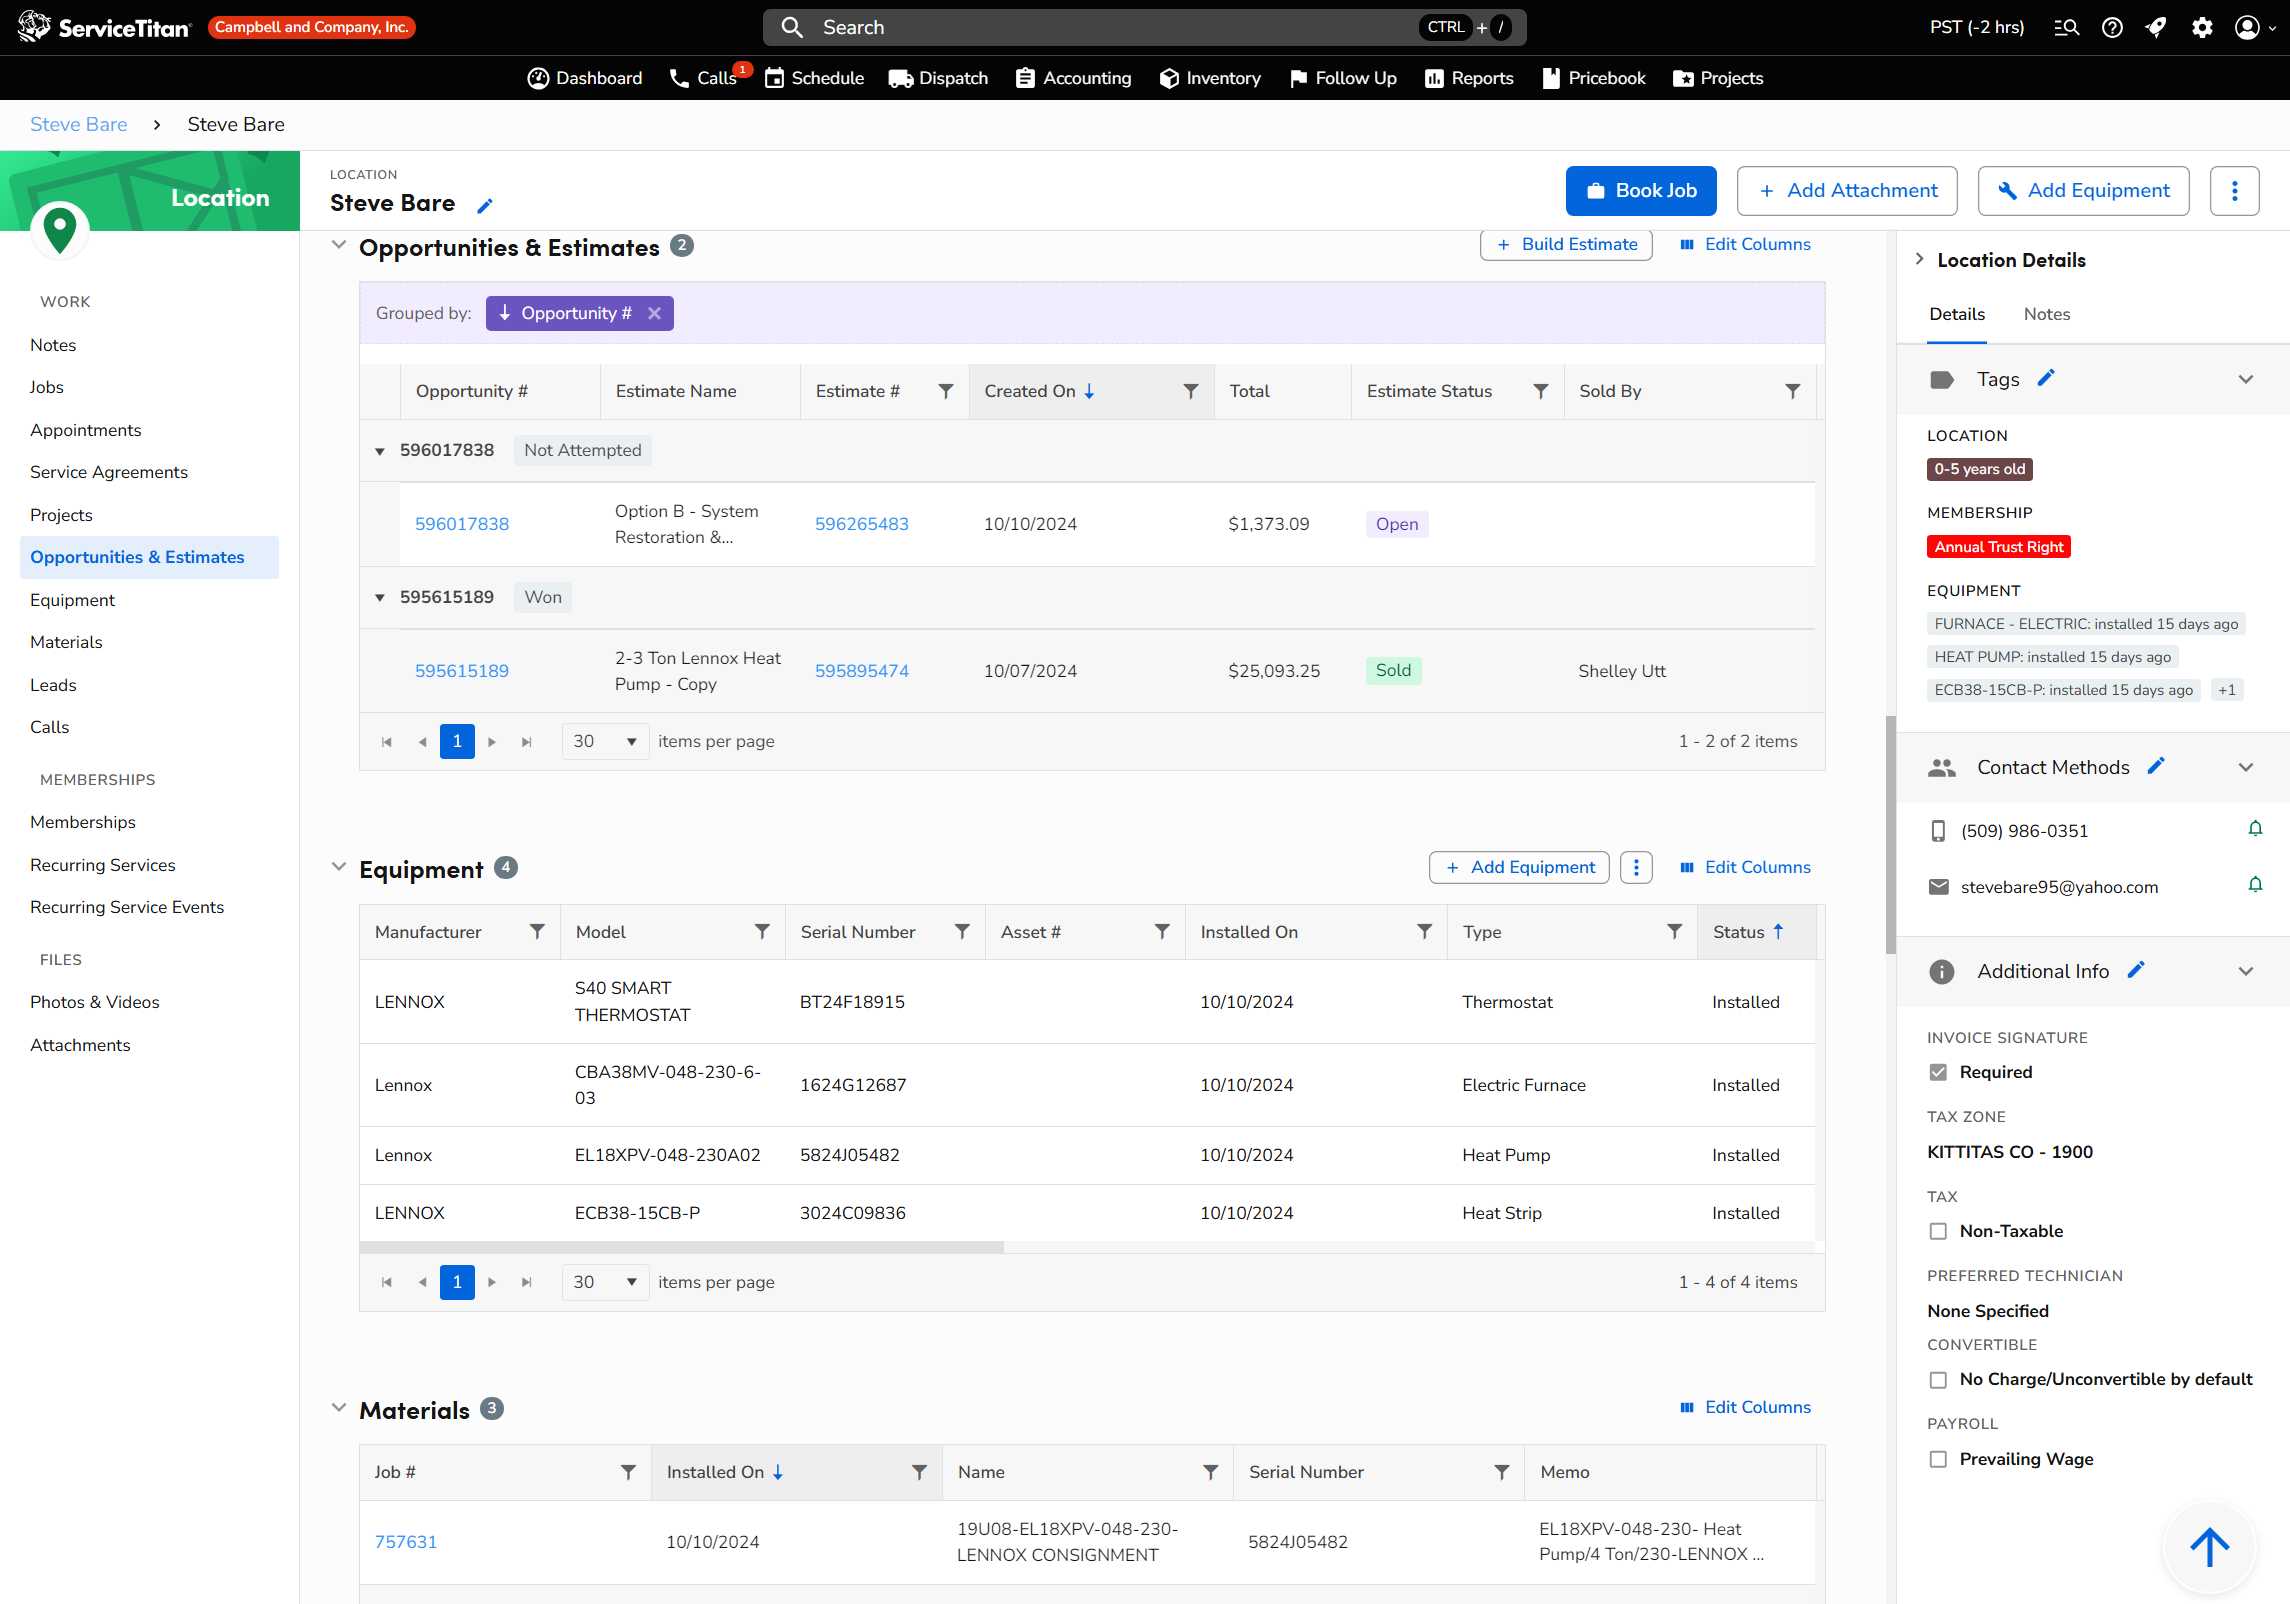 ServiceTitan
Campbell and Company, Inc.
Search
CTRL + /
PST (-2 hrs)
Dashboard
Calls 1
Schedule
Dispatch
Accounting
Inventory
Follow Up
Reports
Pricebook
Projects
Steve Bare > Steve Bare
Location
LOCATION
Steve Bare
Book Job
+ Add Attachment
Add Equipment
WORK
Notes
Jobs
Appointments
Service Agreements
Projects
Opportunities & Estimates
Equipment
Materials
Leads
Calls
MEMBERSHIPS
Memberships
Recurring Services
Recurring Service Events
FILES
Photos & Videos
Attachments
Opportunities & Estimates 2
+ Build Estimate
Edit Columns
Grouped by: Opportunity #
Opportunity # Estimate Name Estimate # Created On Total Estimate Status Sold By
596017838 Not Attempted
596017838 Option B - System 596265483 10/10/2024 $1,373.09 Open
Restoration &...
595615189 Won
595615189 2-3 Ton Lennox Heat 595895474 10/07/2024 $25,093.25 Sold Shelley Utt
Pump - Copy
1 30 items per page 1 - 2 of 2 items
Equipment 4
+ Add Equipment
Edit Columns
Manufacturer Model Serial Number Asset # Installed On Type Status
LENNOX S40 SMART BT24F18915 10/10/2024 Thermostat Installed
THERMOSTAT
Lennox CBA38MV-048-230-6- 1624G12687 10/10/2024 Electric Furnace Installed
03
Lennox EL18XPV-048-230A02 5824J05482 10/10/2024 Heat Pump Installed
LENNOX ECB38-15CB-P 3024C09836 10/10/2024 Heat Strip Installed
1 30 items per page 1 - 4 of 4 items
Materials 3
Edit Columns
Job # Installed On Name Serial Number Memo
757631 10/10/2024 19U08-EL18XPV-048-230- 5824J05482 EL18XPV-048-230- Heat
LENNOX CONSIGNMENT Pump/4 Ton/230-LENNOX ...
Location Details
Details Notes
Tags
LOCATION
0-5 years old
MEMBERSHIP
Annual Trust Right
EQUIPMENT
FURNACE - ELECTRIC: installed 15 days ago
HEAT PUMP: installed 15 days ago
ECB38-15CB-P: installed 15 days ago +1
Contact Methods
(509) 986-0351
stevebare95@yahoo.com
Additional Info
INVOICE SIGNATURE
Required
TAX ZONE
KITTITAS CO - 1900
TAX
Non-Taxable
PREFERRED TECHNICIAN
None Specified
CONVERTIBLE
No Charge/Unconvertible by default
PAYROLL
Prevailing Wage